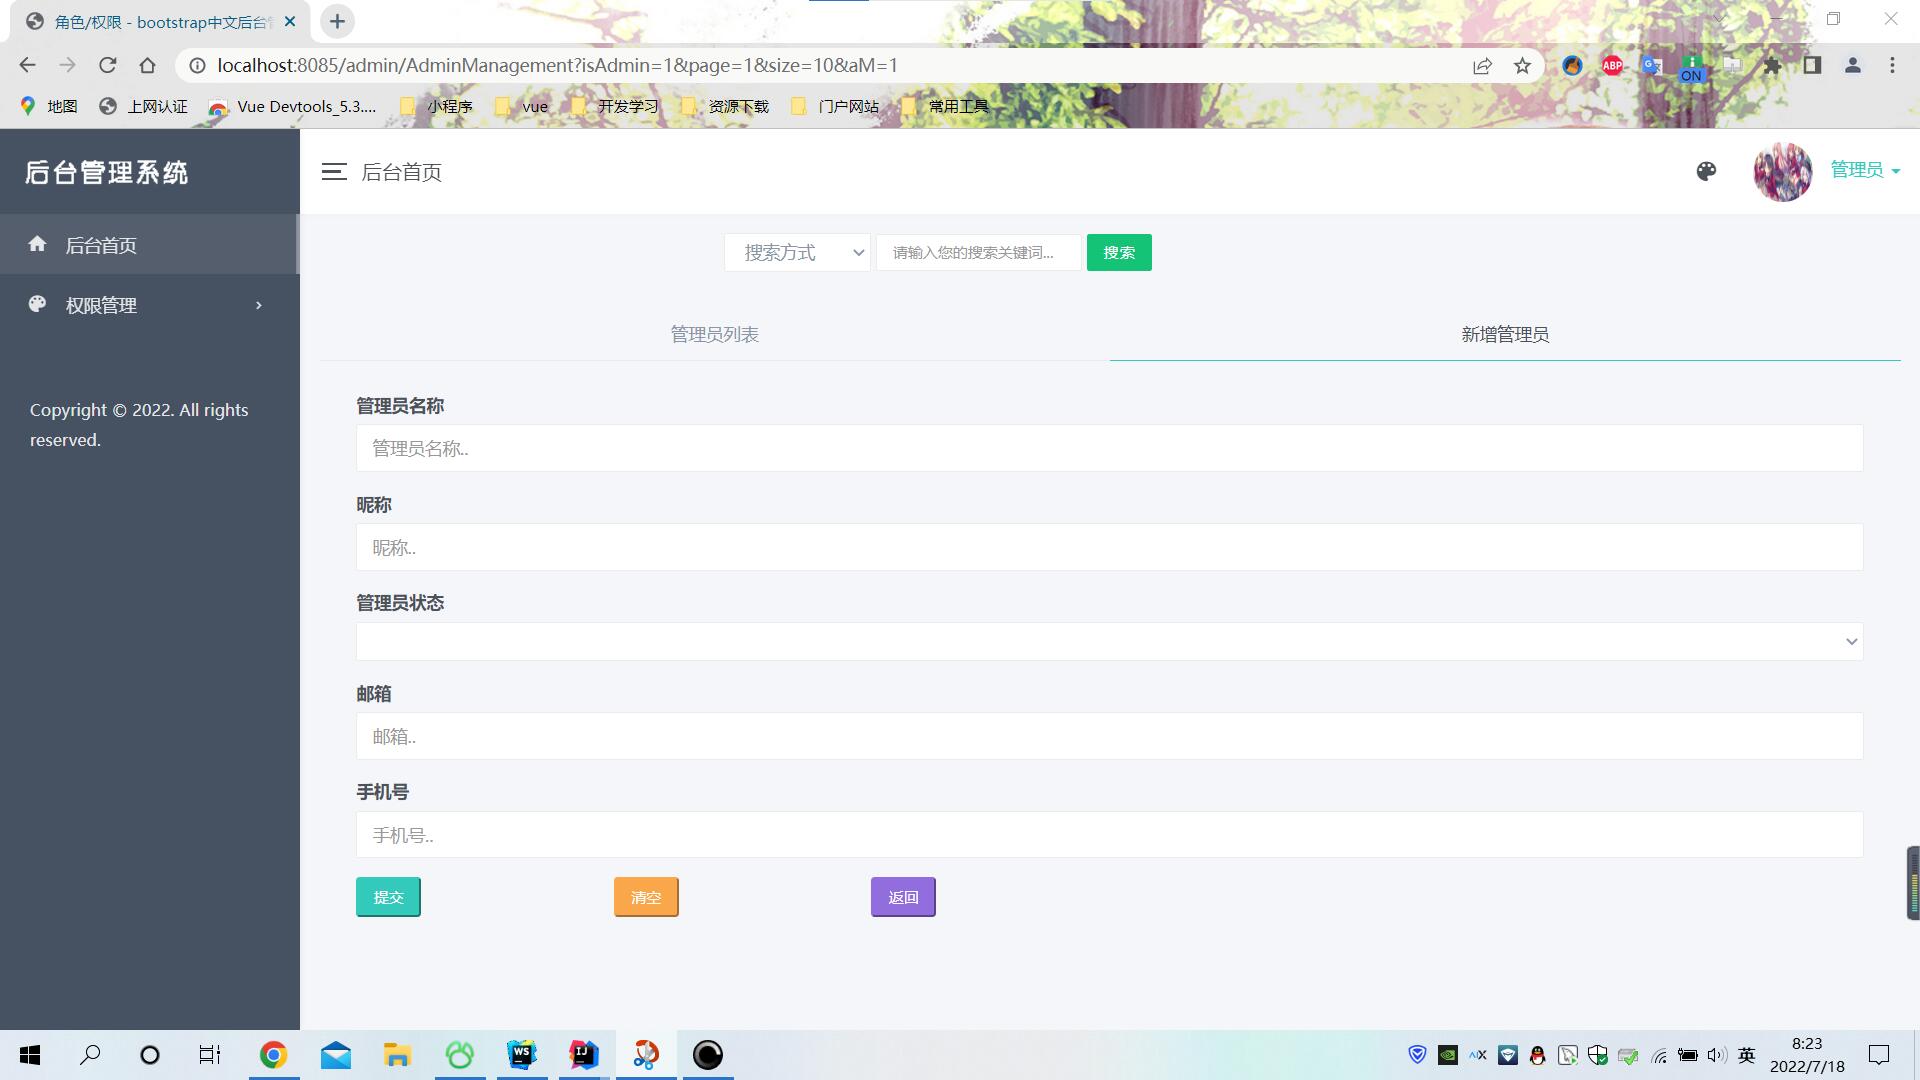 角色/权限 - bootstrap中文后台
localhost:8085/admin/AdminManagement?isAdmin=1&page=1&size=10&aM=1
ABP
ON
地图
上网认证
Vue Devtools_5.3....
小程序
vue
开发学习
资源下载
门户网站
常用工具
后台管理系统
后台首页
管理员
后台首页
权限管理
Copyright © 2022. All rights
reserved.
搜索方式
请输入您的搜索关键词...
搜索
管理员列表
新增管理员
管理员名称
管理员名称..
昵称
昵称..
管理员状态
邮箱
邮箱..
手机号
手机号..
提交
清空
返回
WS
IJ
英
8:23
2022/7/18